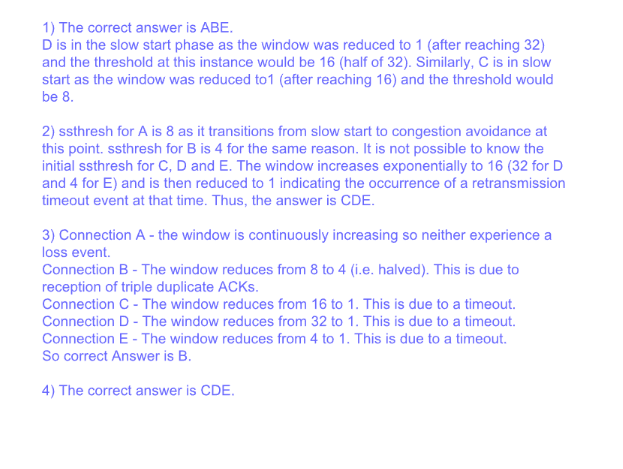 1) The correct answer is ABE.
D is in the slow start phase as the window was reduced to 1 (after reaching 32)
and the threshold at this instance would be 16 (half of 32). Similarly, C is in slow
start as the window was reduced to1 (after reaching 16) and the threshold would
be 8.
2) ssthresh for A is 8 as it transitions from slow start to congestion avoidance at
this point. ssthresh for B is 4 for the same reason. It is not possible to know the
initial ssthresh for C, D and E. The window increases exponentially to 16 (32 for D
and 4 for E) and is then reduced to 1 indicating the occurrence of a retransmission
timeout event at that time. Thus, the answer is CDE.
3) Connection A - the window is continuously increasing so neither experience a
loss event.
Connection B - The window reduces from 8 to 4 (i.e. halved). This is due to
reception of triple duplicate ACKs.
Connection C - The window reduces from 16 to 1. This is due to a timeout.
Connection D - The window reduces from 32 to 1. This is due to a timeout.
Connection E - The window reduces from 4 to 1. This is due to a timeout.
So correct Answer is B.
4) The correct answer is CDE.